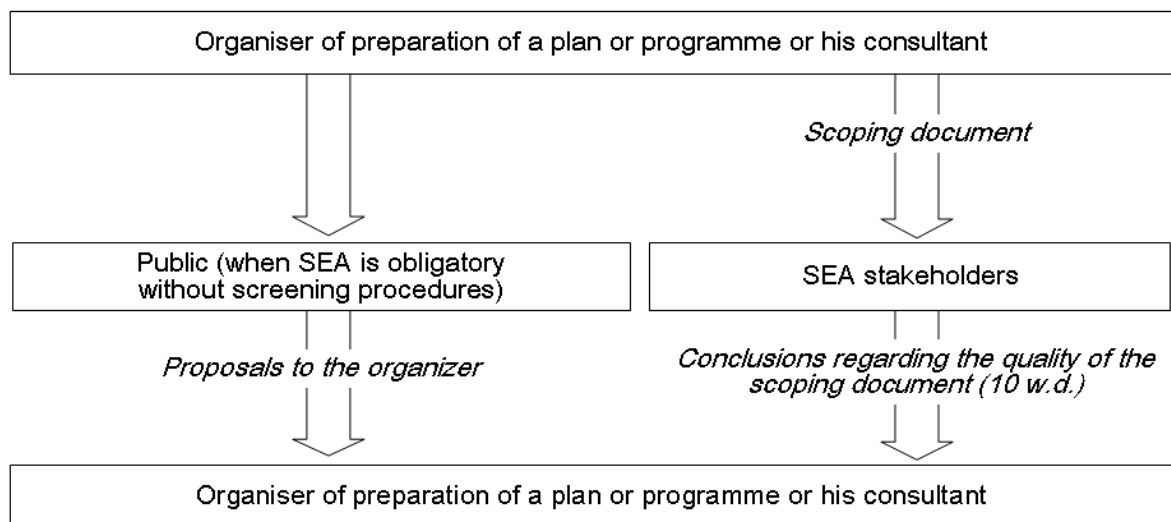 Organiser of preparation of a plan or programme or his consultant
Scoping document
Public (when SEA is obligatory
without screening procedures)
SEA stakeholders
Proposals to the organizer
Conclusions regarding the quality of the
scoping document (10 w.d.)
Organiser of preparation of a plan or programme or his consultant